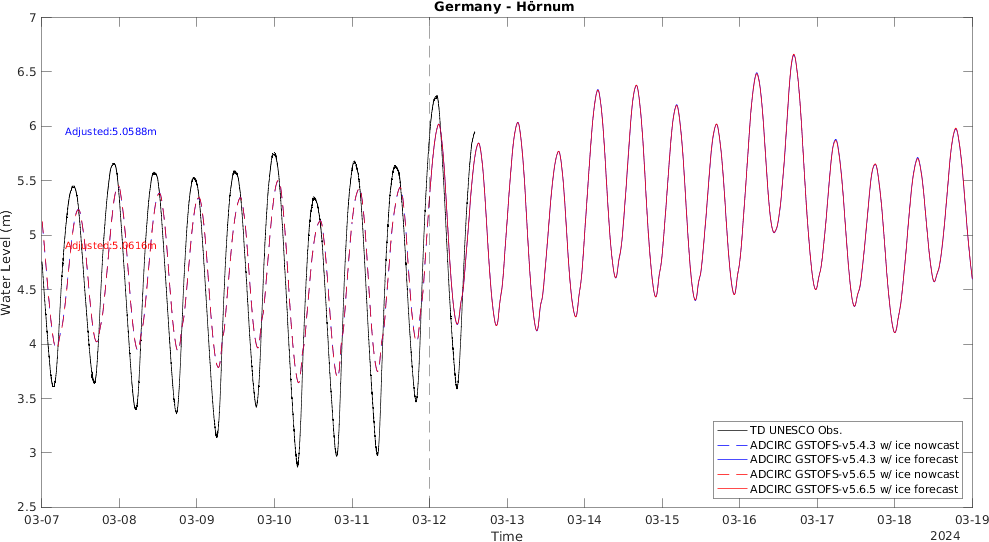 Germany - Hörnum
7
6.5
6
5.5
5
4.5
4
3.5
3
2.5
Water Level (m)
Adjusted:5.0588m
Adjusted:5.0616m
TD UNESCO Obs.
ADCIRC GSTOFS-v5.4.3 w/ ice nowcast
ADCIRC GSTOFS-v5.4.3 w/ ice forecast
ADCIRC GSTOFS-v5.6.5 w/ ice nowcast
ADCIRC GSTOFS-v5.6.5 w/ ice forecast
03-07 03-08 03-09 03-10 03-11 03-12 03-13 03-14 03-15 03-16 03-17 03-18 03-19
Time
2024